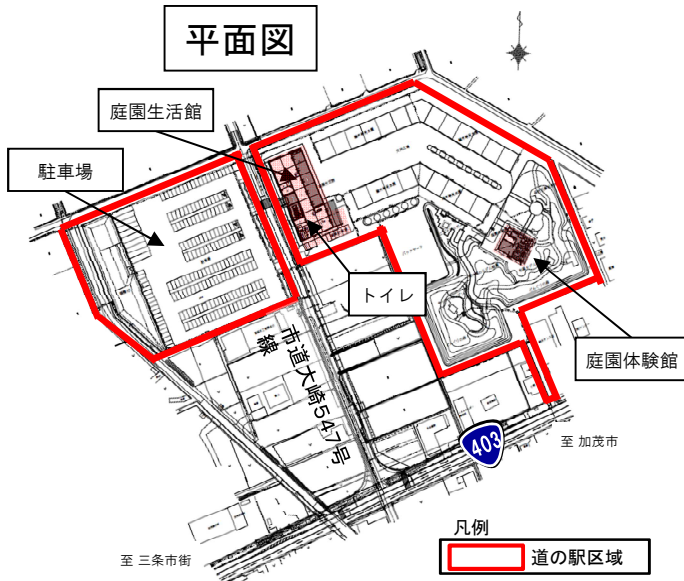 平面図
庭園生活館
駐車場
トイレ
庭園体験館
市道大崎547号
線
403
至 加茂市
至 三条市街
凡例
道の駅区域